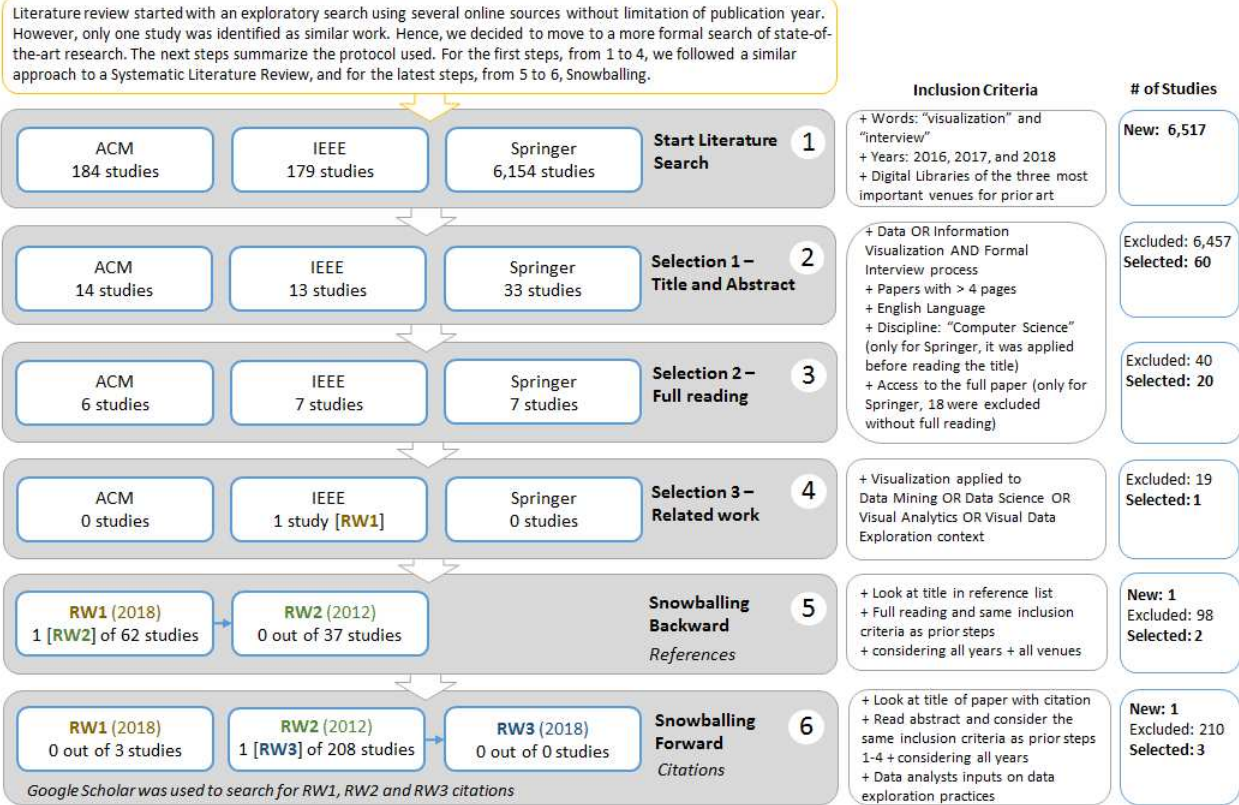 Literature review started with an exploratory search using several online sources without limitation of publication year.
However, only one study was identified as similar work. Hence, we decided to move to a more formal search of state-of-
the-art research. The next steps summarize the protocol used. For the first steps, from 1 to 4, we followed a similar
approach to a Systematic Literature Review, and for the latest steps, from 5 to 6, Snowballing.
Inclusion Criteria
# of Studies
ACM
184 studies
IEEE
179 studies
Springer
6,154 studies
Start Literature
Search
1
+ Words: "visualization" and
"interview"
+ Years: 2016, 2017, and 2018
+ Digital Libraries of the three most
important venues for prior art
New: 6,517
ACM
14 studies
IEEE
13 studies
Springer
33 studies
Selection 1 –
Title and Abstract
2
+ Data OR Information
Visualization AND Formal
Interview process
+ Papers with > 4 pages
+ English Language
+ Discipline: "Computer Science"
(only for Springer, it was applied
before reading the title)
+ Access to the full paper (only for
Springer, 18 were excluded
without full reading)
Excluded: 6,457
Selected: 60
ACM
6 studies
IEEE
7 studies
Springer
7 studies
Selection 2 –
Full reading
3
Excluded: 40
Selected: 20
ACM
0 studies
IEEE
1 study [RW1]
Springer
0 studies
Selection 3 –
Related work
4
+ Visualization applied to
Data Mining OR Data Science OR
Visual Analytics OR Visual Data
Exploration context
Excluded: 19
Selected: 1
RW1 (2018)
1 [RW2] of 62 studies
RW2 (2012)
0 out of 37 studies
Snowballing
Backward
References
5
+ Look at title in reference list
+ Full reading and same inclusion
criteria as prior steps
+ considering all years + all venues
New: 1
Excluded: 98
Selected: 2
RW1 (2018)
0 out of 3 studies
RW2 (2012)
1 [RW3] of 208 studies
RW3 (2018)
0 out of 0 studies
Snowballing
Forward
Citations
6
Google Scholar was used to search for RW1, RW2 and RW3 citations
+ Look at title of paper with citation
+ Read abstract and consider the
same inclusion criteria as prior steps
1-4 + considering all years
+ Data analysts inputs on data
exploration practices
New: 1
Excluded: 210
Selected: 3